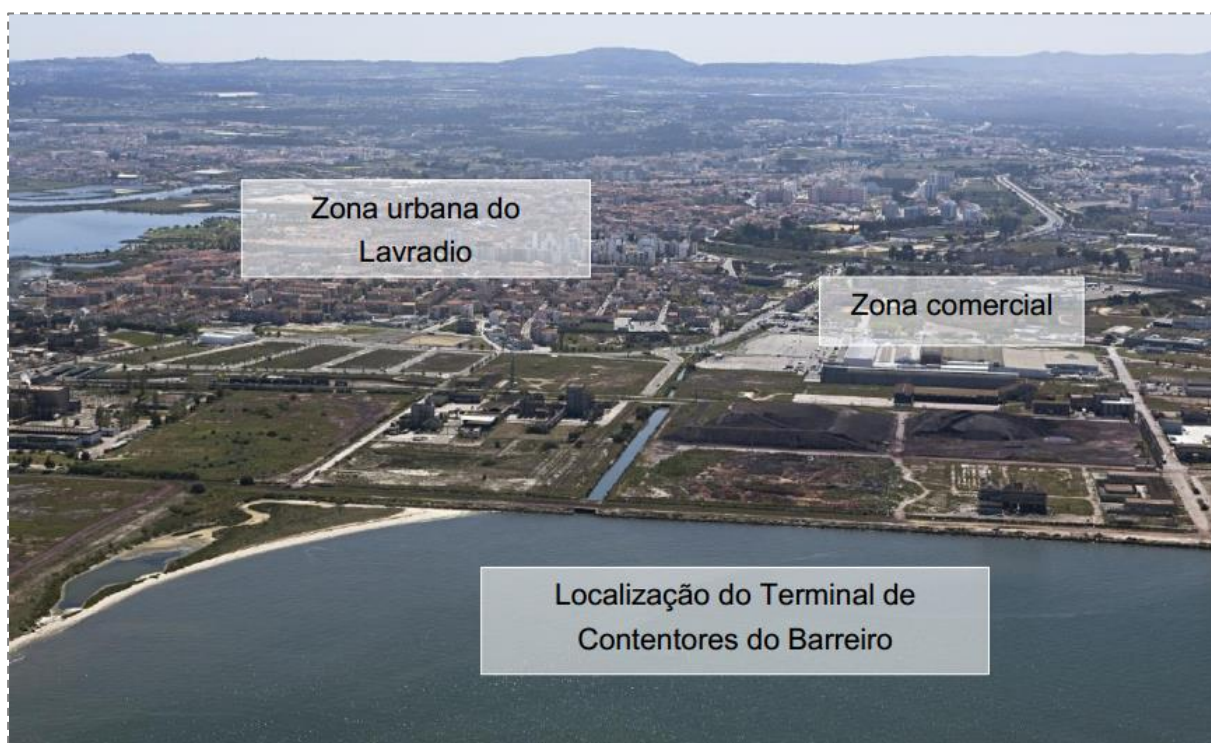 Zona urbana do
Lavradio
Zona comercial
Localização do Terminal de
Contentores do Barreiro